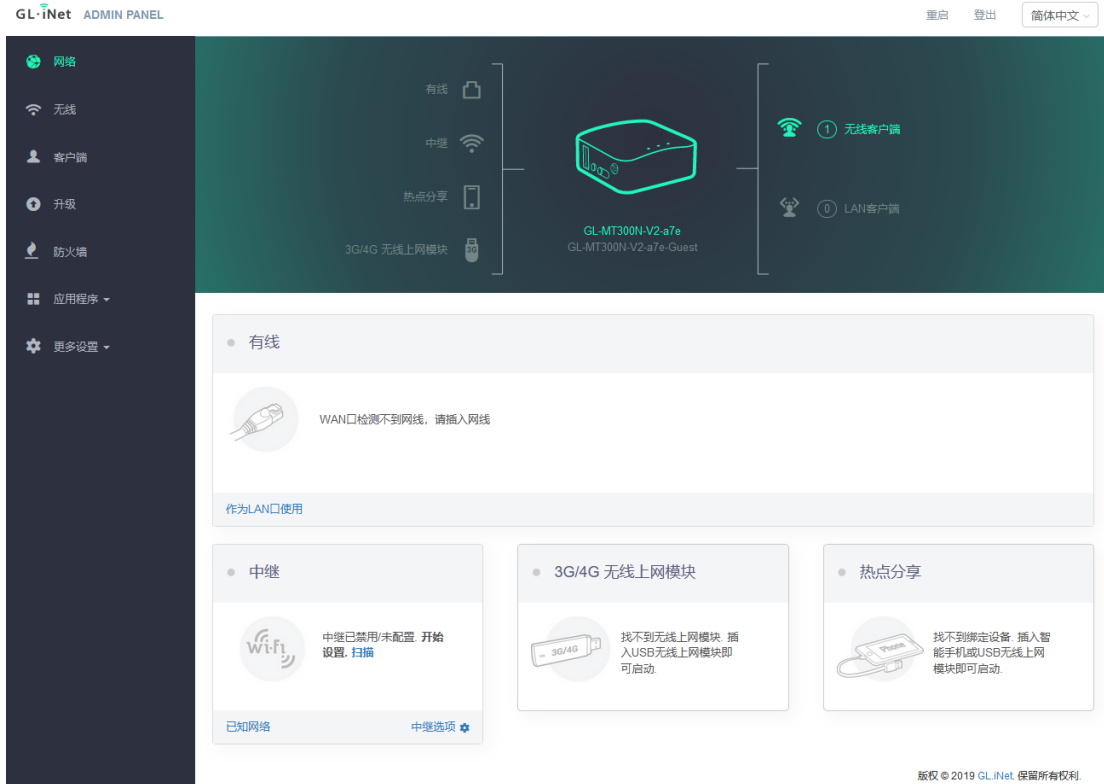 GL·iNet ADMIN PANEL
重启 登出 简体中文
网络
无线
客户端
升级
防火墙
应用程序
更多设置
有线
中继
热点分享
3G/4G 无线上网模块
3G
GL-MT300N-V2-a7e
GL-MT300N-V2-a7e-Guest
1 无线客户端
0 LAN客户端
有线
WAN口检测不到网线，请插入网线
作为LAN口使用
中继
Wi-Fi
中继已禁用/未配置. 开始
设置. 扫描
已知网络 中继选项
3G/4G 无线上网模块
3G/4G
找不到无线上网模块. 插
入USB无线上网模块即
可启动.
热点分享
Phone
找不到绑定设备. 插入智
能手机或USB无线上网
模块即可启动.
版权 © 2019 GL.iNet. 保留所有权利.